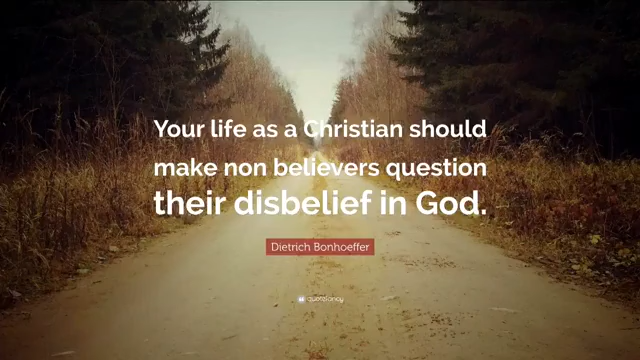 Your life as a Christian should
make non believers question
their disbelief in God.
Dietrich Bonhoeffer
quotefancy